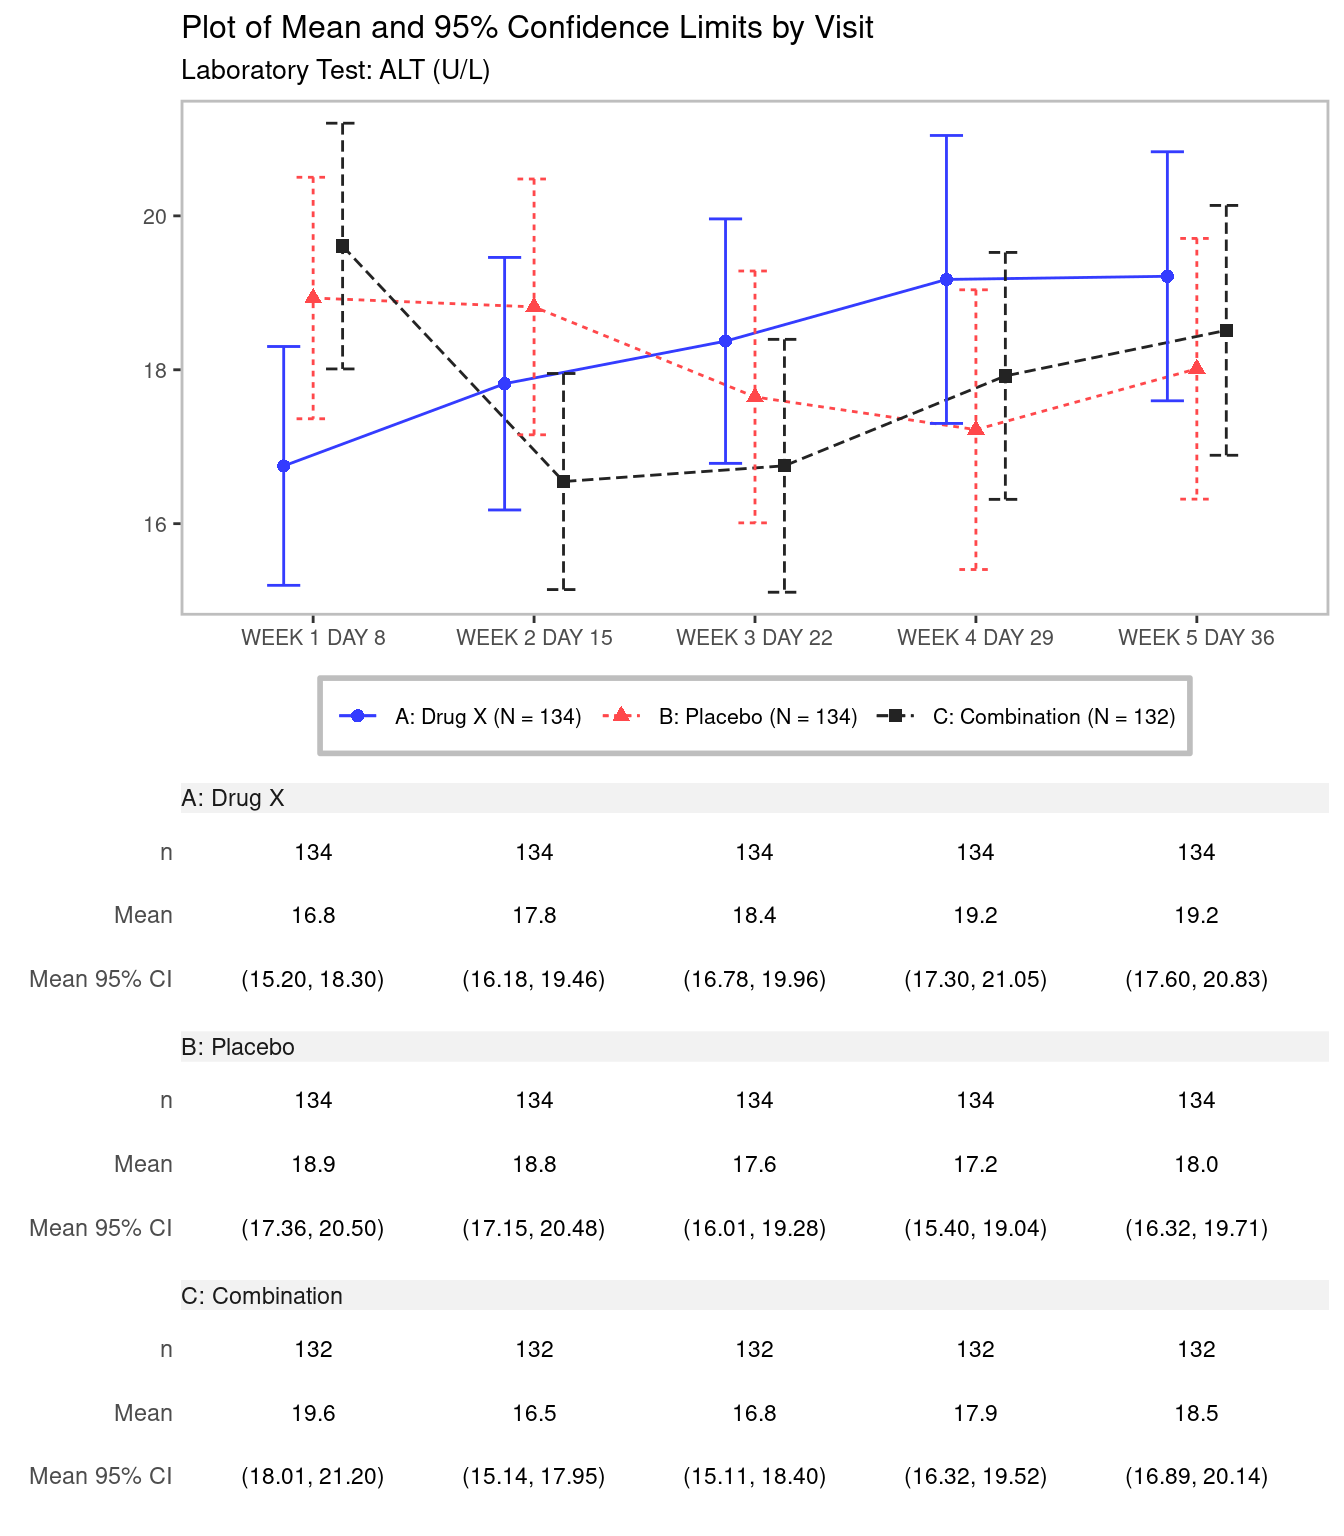 Plot of Mean and 95% Confidence Limits by Visit
Laboratory Test: ALT (U/L)
20
18
16
WEEK 1 DAY 8 WEEK 2 DAY 15 WEEK 3 DAY 22 WEEK 4 DAY 29 WEEK 5 DAY 36
A: Drug X (N = 134) B: Placebo (N = 134) C: Combination (N = 132)
A: Drug X
n 134 134 134 134 134
Mean 16.8 17.8 18.4 19.2 19.2
Mean 95% CI (15.20, 18.30) (16.18, 19.46) (16.78, 19.96) (17.30, 21.05) (17.60, 20.83)
B: Placebo
n 134 134 134 134 134
Mean 18.9 18.8 17.6 17.2 18.0
Mean 95% CI (17.36, 20.50) (17.15, 20.48) (16.01, 19.28) (15.40, 19.04) (16.32, 19.71)
C: Combination
n 132 132 132 132 132
Mean 19.6 16.5 16.8 17.9 18.5
Mean 95% CI (18.01, 21.20) (15.14, 17.95) (15.11, 18.40) (16.32, 19.52) (16.89, 20.14)